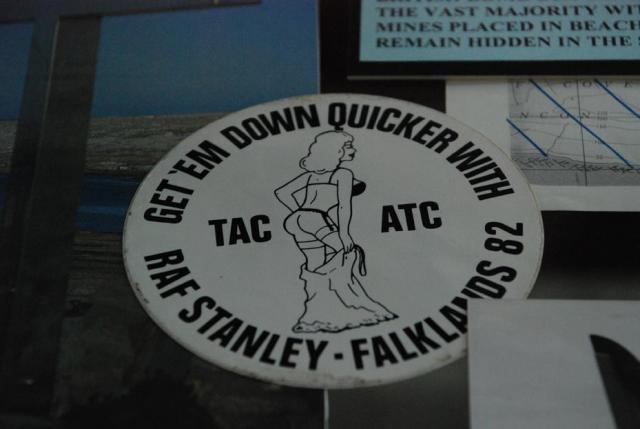 THE VAST MAJORITY
MINES PLACED IN BEACH
REMAIN HIDDEN IN THE
GET 'EM DOWN QUICKER WITH
TAC ATC
RAF STANLEY - FALKLANDS 82